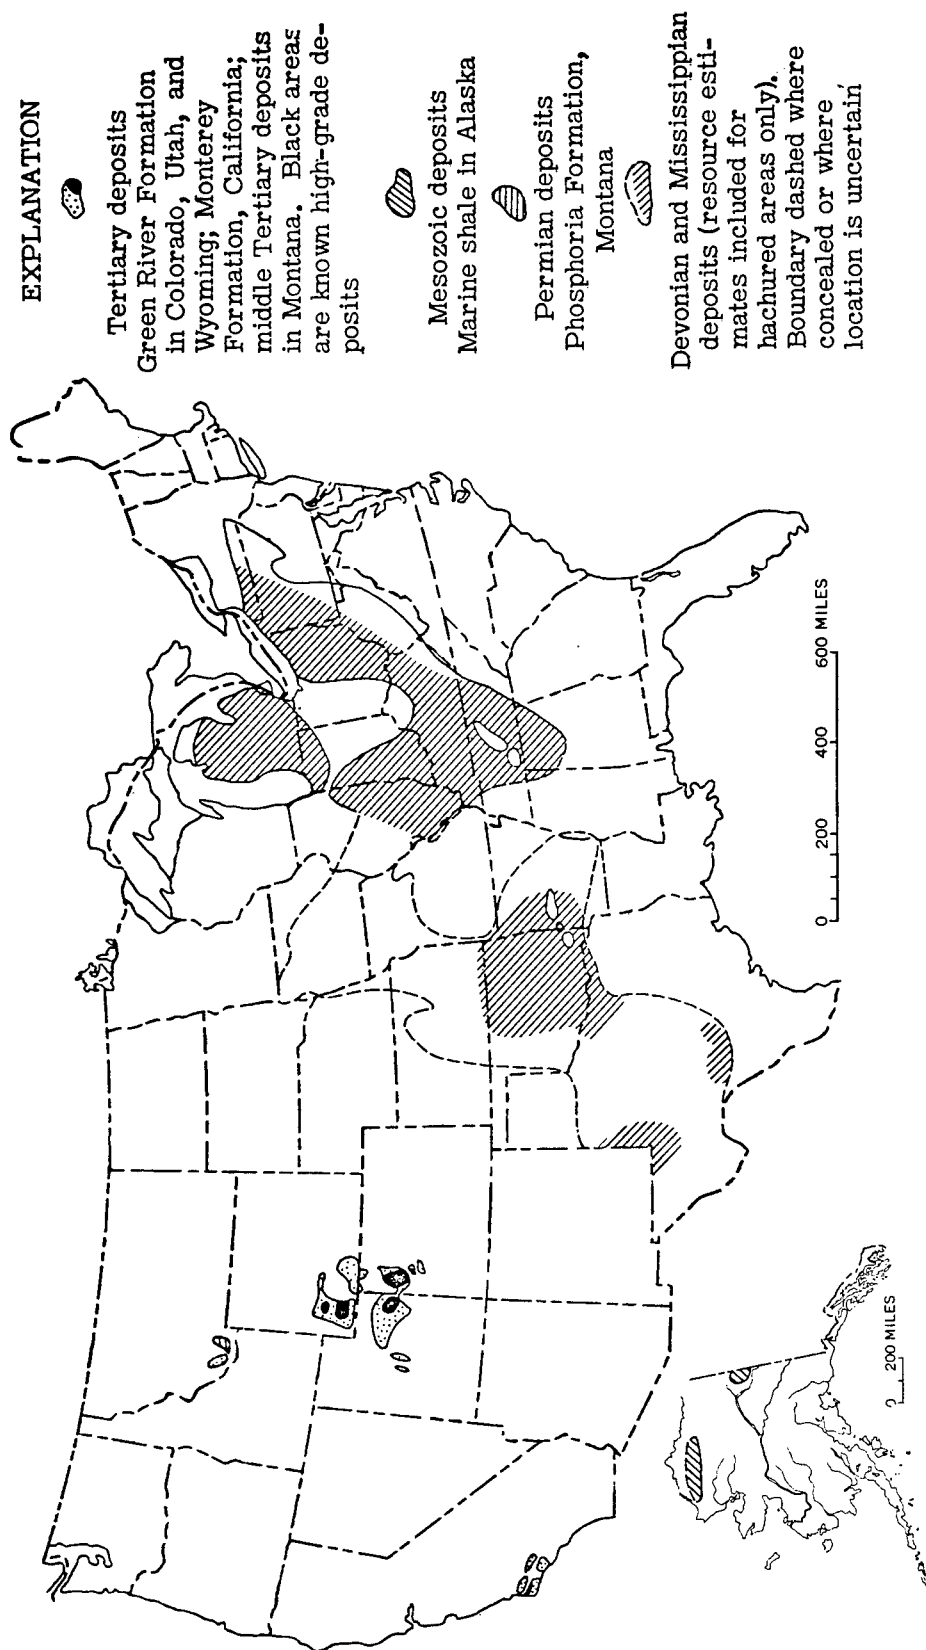 EXPLANATION
Tertiary deposits
Green River Formation
in Colorado, Utah, and
Wyoming; Monterey
Formation, California;
middle Tertiary deposits
in Montana. Black areas
are known high-grade de-
posits
Mesozoic deposits
Marine shale in Alaska
Permian deposits
Phosphoria Formation,
Montana
Devonian and Mississippian
deposits (resource esti-
mates included for
hachured areas only).
Boundary dashed where
concealed or where
location is uncertain
0 200 400 600 MILES
0 200 MILES